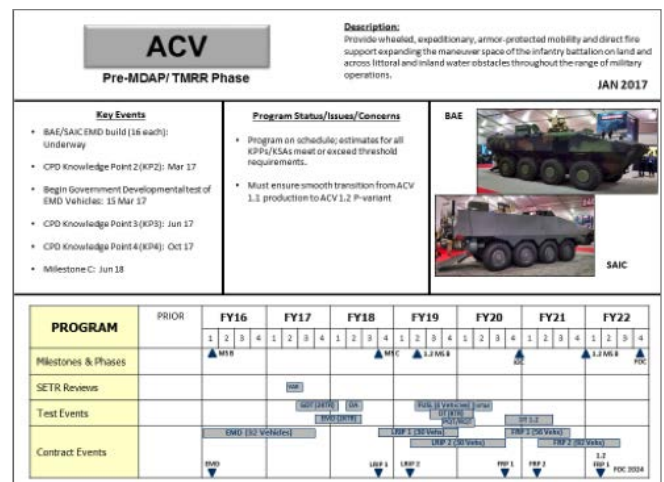 ACV
Pre-MDAP/ TMRR Phase
Description:
Provide wheeled, expeditionary, armor-protected mobility and direct fire
support expanding the maneuver space of the infantry battalion on land and
across littoral and inland water obstacles throughout the range of military
operations.
JAN 2017
Key Events
• BAE/SAIC EMD build (16 each):
Underway
• CPD Knowledge Point 2 (KP2): Mar 17
• Begin Government Developmental test of
EMD Vehicles: 15 Mar 17
• CPD Knowledge Point 3 (KP3): Jun 17
• CPD Knowledge Point 4 (KP4): Oct 17
• Milestone C: Jun 18
Program Status/Issues/Concerns
• Program on schedule; estimates for all
KPPs/KSAs meet or exceed threshold
requirements.
• Must ensure smooth transition from ACV
1.1 production to ACV 1.2 P-variant
BAE
SAIC
PROGRAM PRIOR FY16 FY17 FY18 FY19 FY20 FY21 FY22
1 2 3 4 1 2 3 4 1 2 3 4 1 2 3 4 1 2 3 4 1 2 3 4 1 2 3 4
Milestones & Phases MS B MS C 1.2 MS B IOC 1.2 MS B FOC
SETR Reviews
Test Events
EMD (32 Vehicles) LRIP 1 (30 Vehs) FRP 1 (56 Vehs)
Contract Events LRIP 2 (30 Vehs) FRP 2 (92 Vehs)
1.2
EMD LRIP 1 LRIP 2 FRP 1 FRP 2 FRP 1 FOC 2024